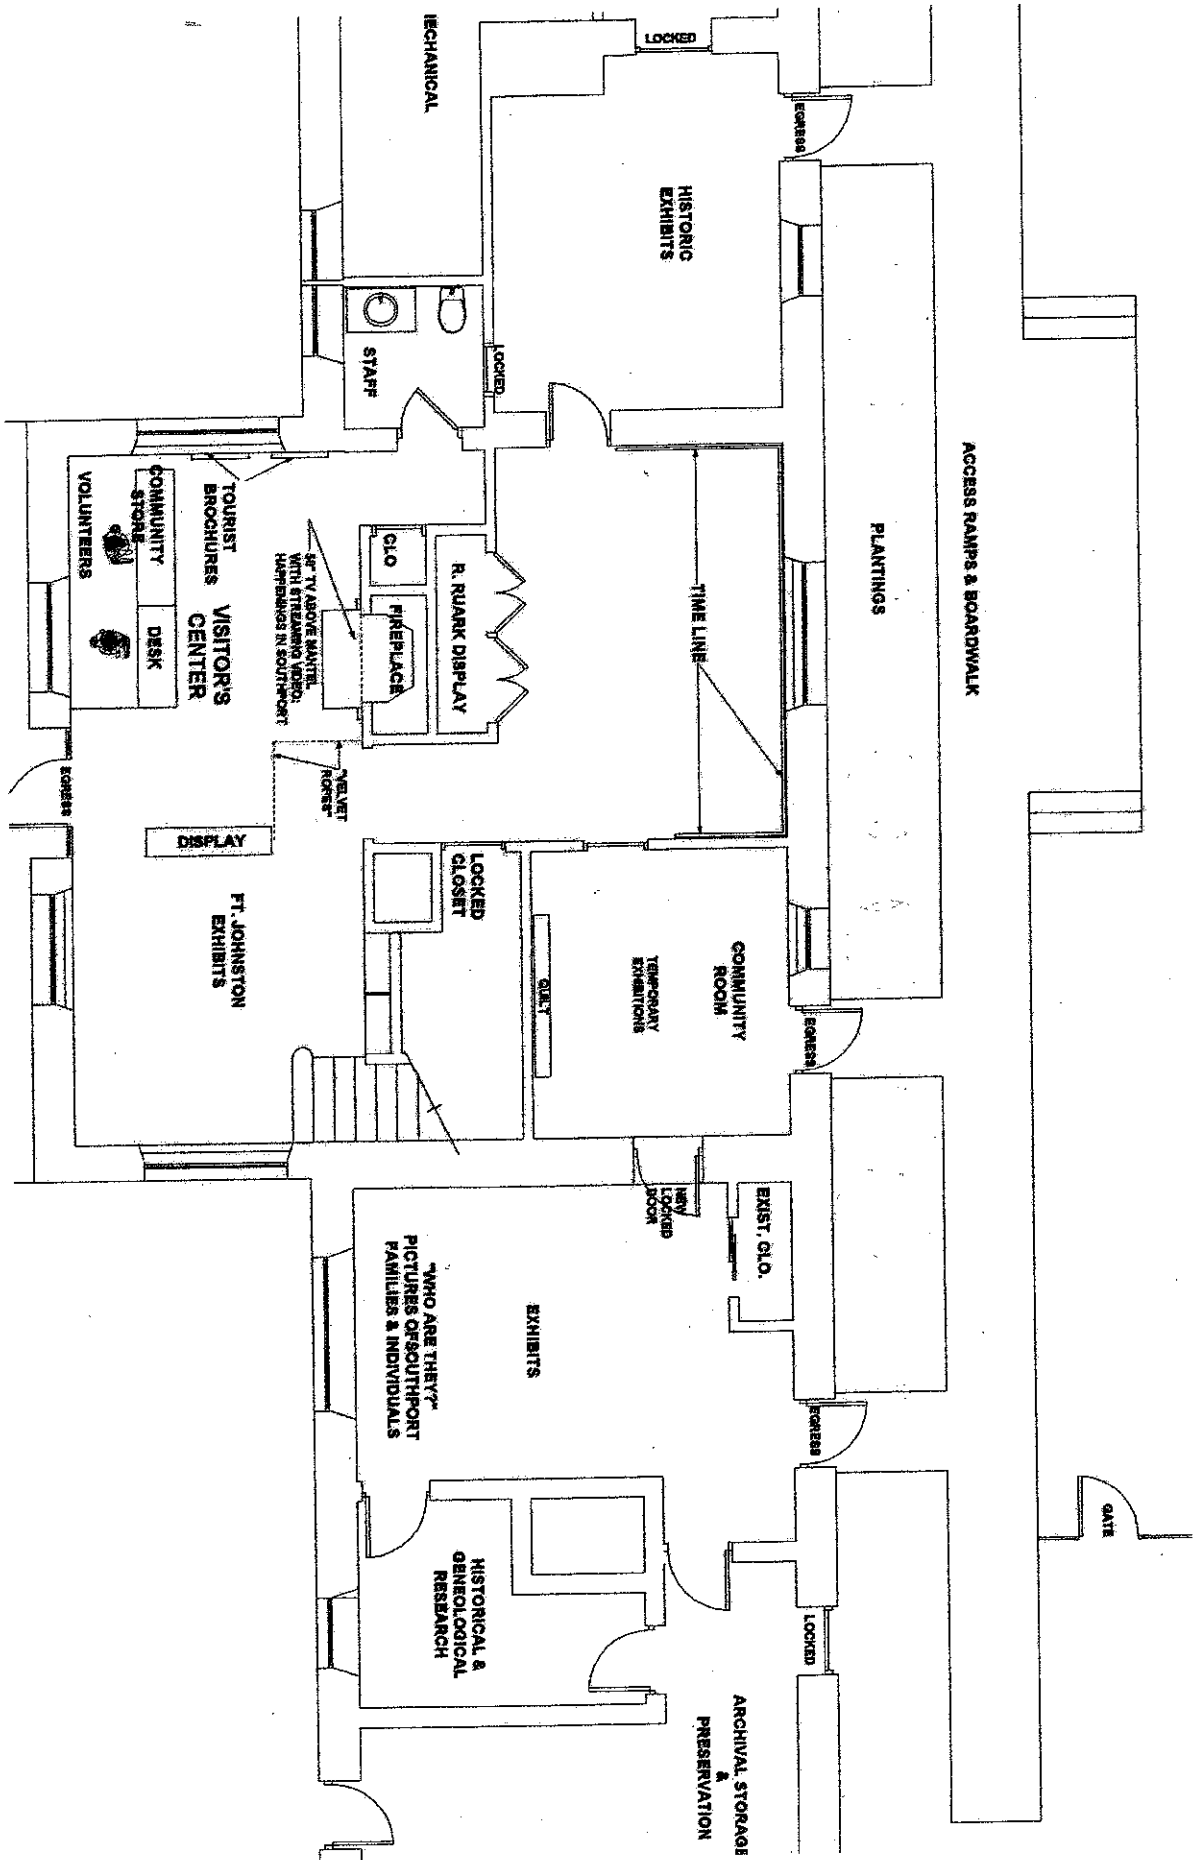 ACCESS RAMPS & BOARDWALK
GATE
PLANTINGS
EGRESS
EGRESS
EGRESS
LOCKED
LOCKED
HISTORIC
EXHIBITS
TIME LINE
COMMUNITY
ROOM
TEMPORARY
EXHIBITIONS
QUILT
EXIST. CLO.
NEW
LOCKED
DOOR
EXHIBITS
ARCHIVAL STORAGE
&
PRESERVATION
IECHANICAL
LOCKED
STAFF
R. RUARK DISPLAY
CLO
FIREPLACE
LOCKED
CLOSET
"WHO ARE THEY?"
PICTURES OFSOUTHPORT
FAMILIES & INDIVIDUALS
HISTORICAL &
GENEOLOGICAL
RESEARCH
50" TV ABOVE MANTEL
WITH STREAMING VIDEO:
HAPPENINGS IN SOUTHPORT
"VELVET
ROPES"
TOURIST
BROCHURES
VISITOR'S
CENTER
COMMUNITY
STORE
DESK
VOLUNTEERS
DISPLAY
FT. JOHNSTON
EXHIBITS
EGRESS